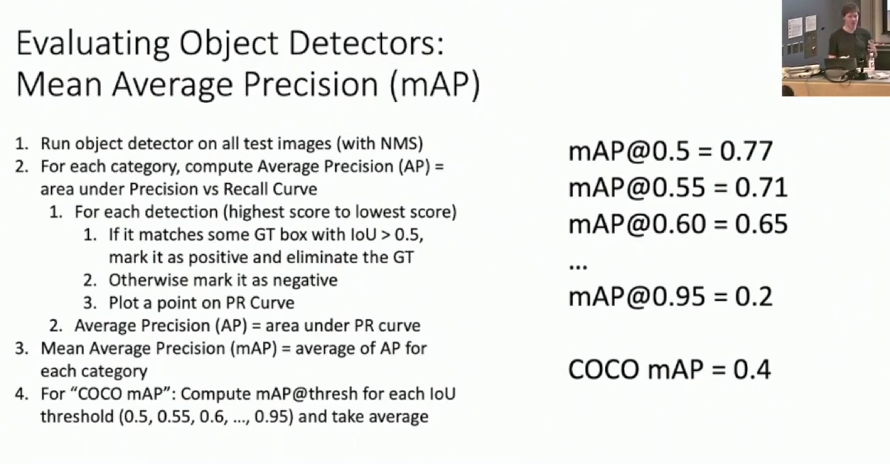 Evaluating Object Detectors:
Mean Average Precision (mAP)
1. Run object detector on all test images (with NMS)
2. For each category, compute Average Precision (AP) =
area under Precision vs Recall Curve
1. For each detection (highest score to lowest score)
1. If it matches some GT box with IoU > 0.5,
mark it as positive and eliminate the GT
2. Otherwise mark it as negative
3. Plot a point on PR Curve
2. Average Precision (AP) = area under PR curve
3. Mean Average Precision (mAP) = average of AP for
each category
4. For “COCO mAP”: Compute mAP@thresh for each IoU
threshold (0.5, 0.55, 0.6, ..., 0.95) and take average
mAP@0.5 = 0.77
mAP@0.55 = 0.71
mAP@0.60 = 0.65
...
mAP@0.95 = 0.2
COCO mAP = 0.4